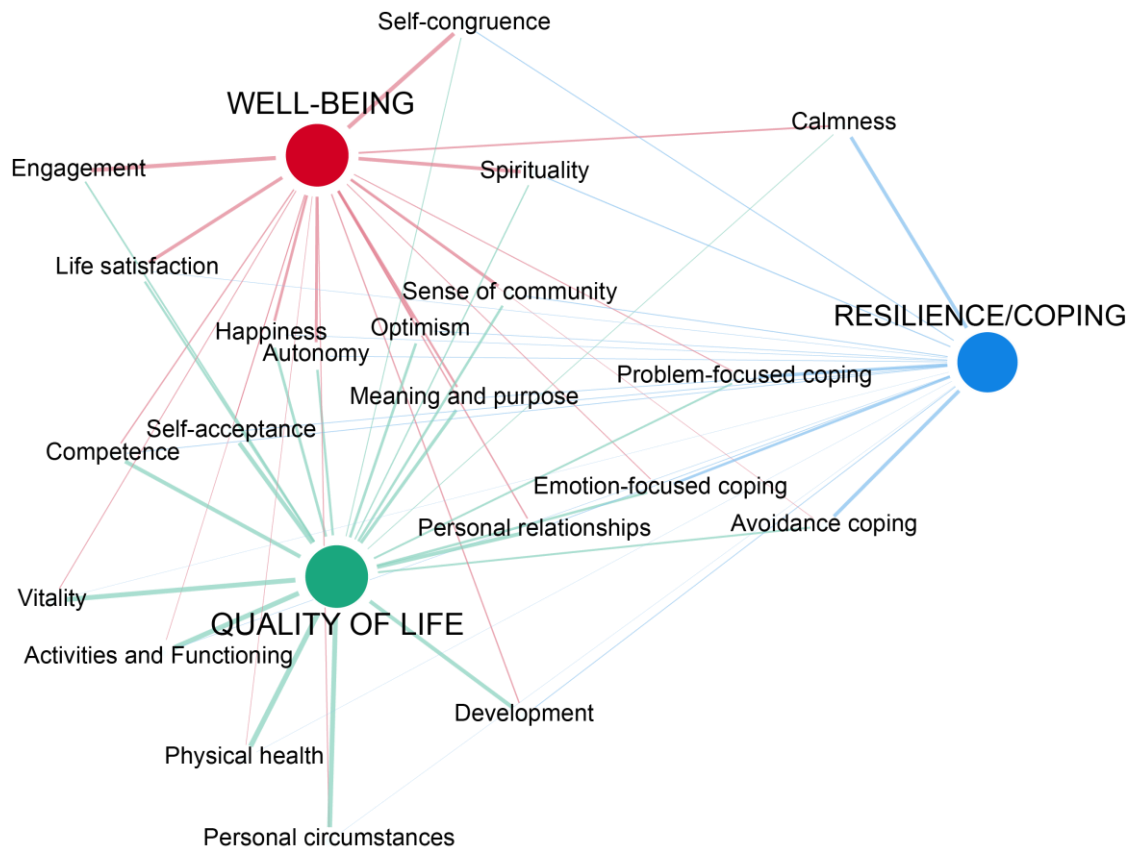 Self-congruence
WELL-BEING
Calmness
Engagement
Spirituality
Life satisfaction
Sense of community
RESILIENCE/COPING
Happiness
Optimism
Autonomy
Problem-focused coping
Meaning and purpose
Self-acceptance
Competence
Emotion-focused coping
Personal relationships
Avoidance coping
Vitality
QUALITY OF LIFE
Activities and Functioning
Development
Physical health
Personal circumstances